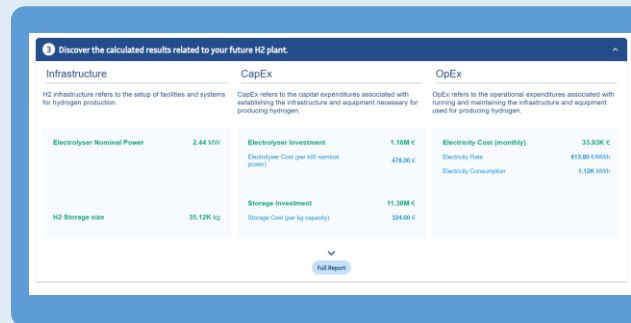 3 Discover the calculated results related to your future H2 plant.
Infrastructure
H2 infrastructure refers to the setup of facilities and systems
for hydrogen production.
Electrolyser Nominal Power 2.44 MW
H2 Storage size 35.12K kg
CapEx
CapEx refers to the capital expenditures associated with
establishing the infrastructure and equipment necessary for
producing hydrogen.
Electrolyser Investment 1.16M €
Electrolyser Cost (per kW nominal
power) 478.00 €
Storage Investment 11.38M €
Storage Cost (per kg capacity) 324.00 €
OpEx
OpEx refers to the operational expenditures associated with
running and maintaining the infrastructure and equipment
used for producing hydrogen.
Electricity Cost (monthly) 33.93K €
Electricity Rate €/MWh
Electricity Consumption 1.12K MWh
Full Report